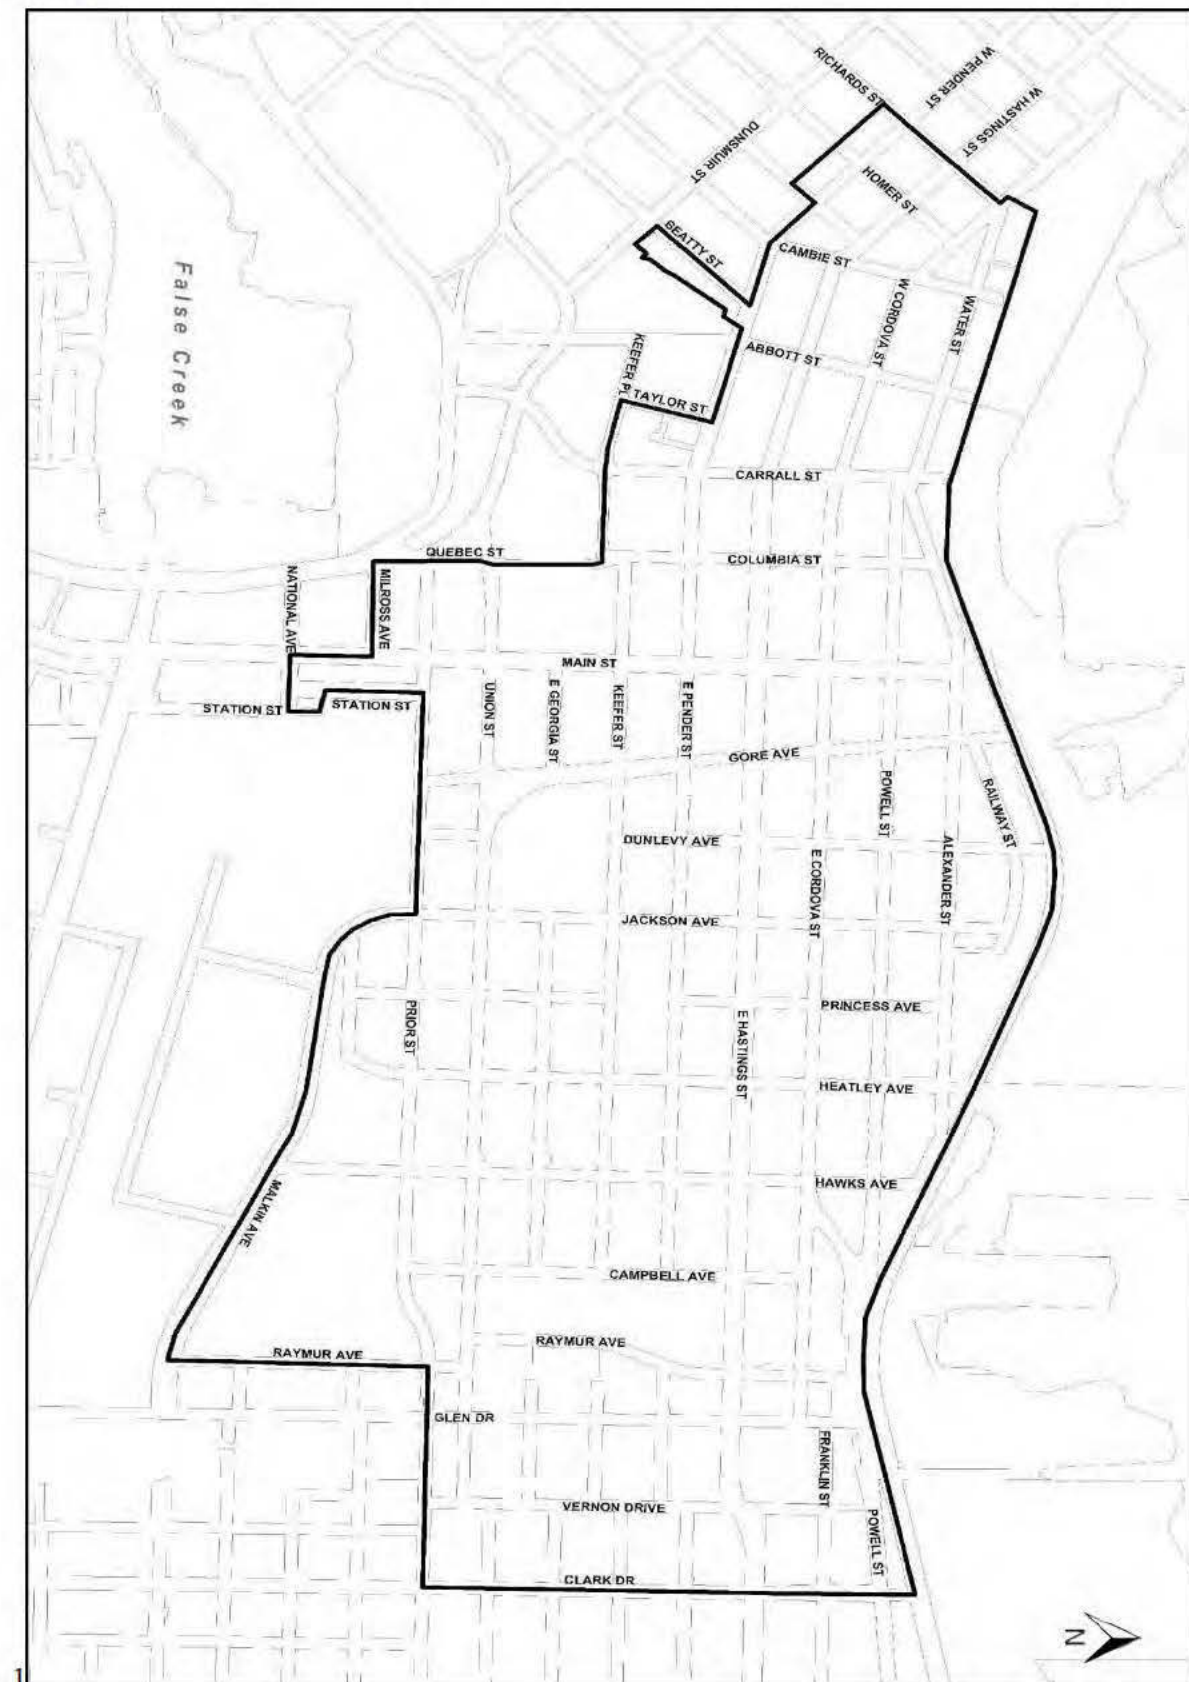 RICHARDS ST
W PENDER ST
W HASTINGS ST
DUNSMUIR ST
HOMER ST
BEATTY ST
CAMBIE ST
W CORDOVA ST
WATER ST
False Creek
KEEFER PL
ABBOTT ST
TAYLOR ST
CARRALL ST
QUEBEC ST
COLUMBIA ST
NATIONAL AVE
MILROSS AVE
MAIN ST
STATION ST
STATION ST
UNION ST
E GEORGIA ST
KEEFER ST
E PENDER ST
GORE AVE
POWELL ST
RAILWAY ST
DUNLEVY AVE
E CORDOVA ST
ALEXANDER ST
JACKSON AVE
PRIOR ST
E HASTINGS ST
PRINCESS AVE
HEATLEY AVE
MALKIN AVE
HAWKS AVE
CAMPBELL AVE
RAYMUR AVE
RAYMUR AVE
GLEN DR
FRANKLIN ST
VERNON DRIVE
POWELL ST
CLARK DR
N
1